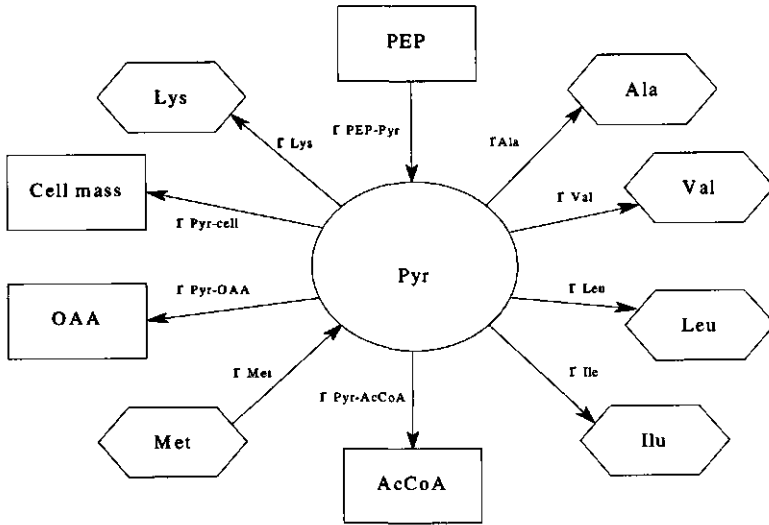 PEP
Lys
Ala
r Lys
r PEP-Pyr
rAla
Cell mass
Val
r Val
r Pyr-cell
Pyr
r Pyr-OAA
r Leu
OAA
Leu
r Met
r Ile
r Pyr-AcCoA
Met
Ilu
AcCoA